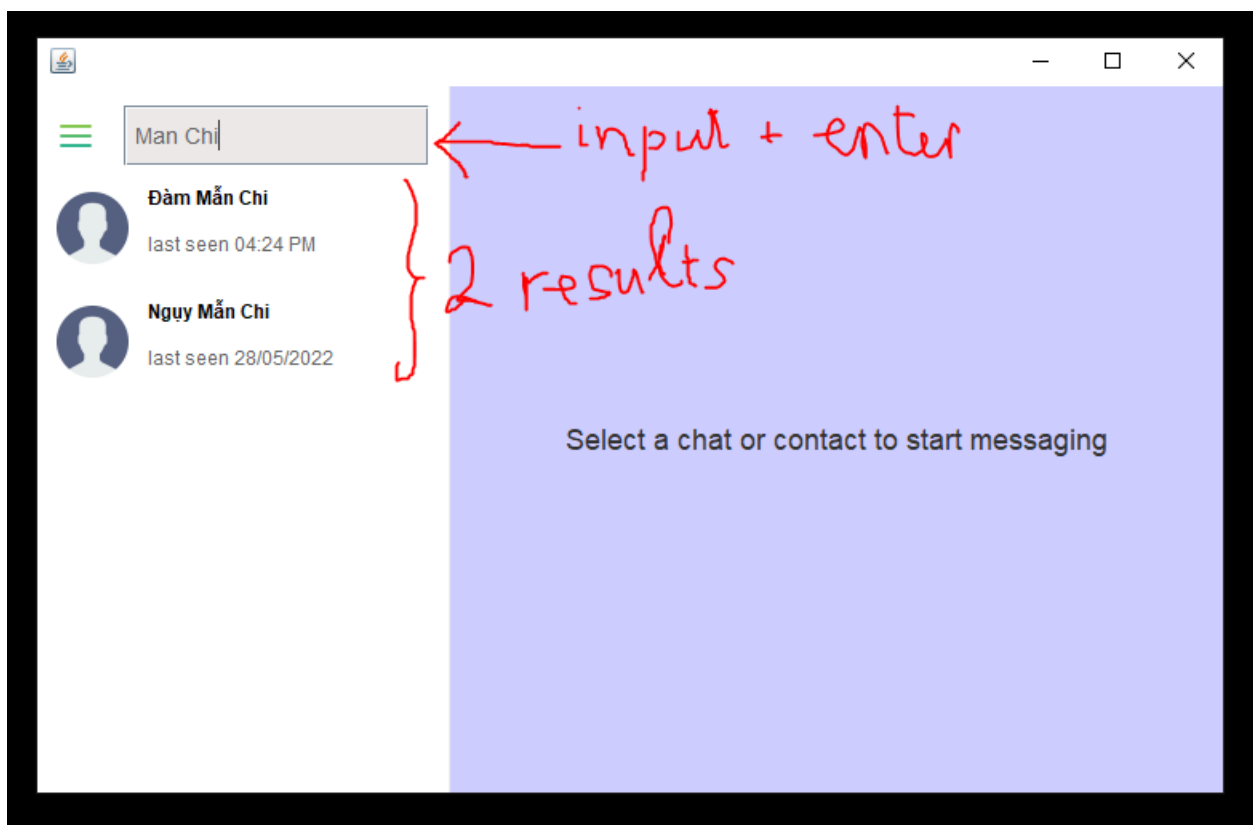 Man Chi
input + enter
Đàm Mẫn Chi
last seen 04:24 PM
2 results
Ngụy Mẫn Chi
last seen 28/05/2022
Select a chat or contact to start messaging